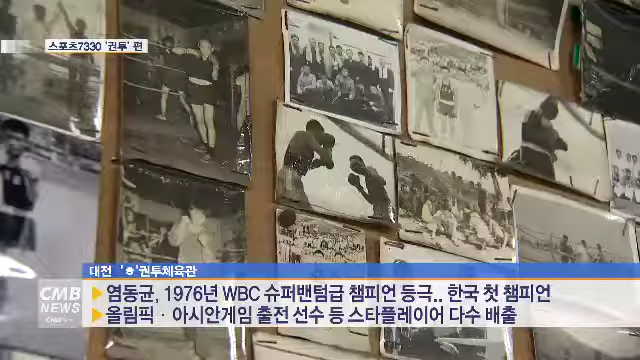 스포츠7330 '권투' 편
대전 'ㅎ'권투체육관
▶ 염동균, 1976년 WBC 슈퍼밴텀급 챔피언 등극.. 한국 첫 챔피언
▶ 올림픽 · 아시안게임 출전 선수 등 스타플레이어 다수 배출
CMB
NEWS